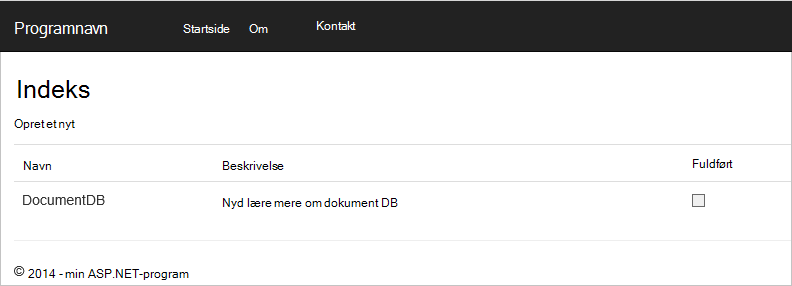 Programnavn Startside Om Kontakt
Indeks
Opret et nyt
Navn Beskrivelse Fuldført
DocumentDB Nyd lære mere om dokument DB
© 2014 - min ASP.NET-program